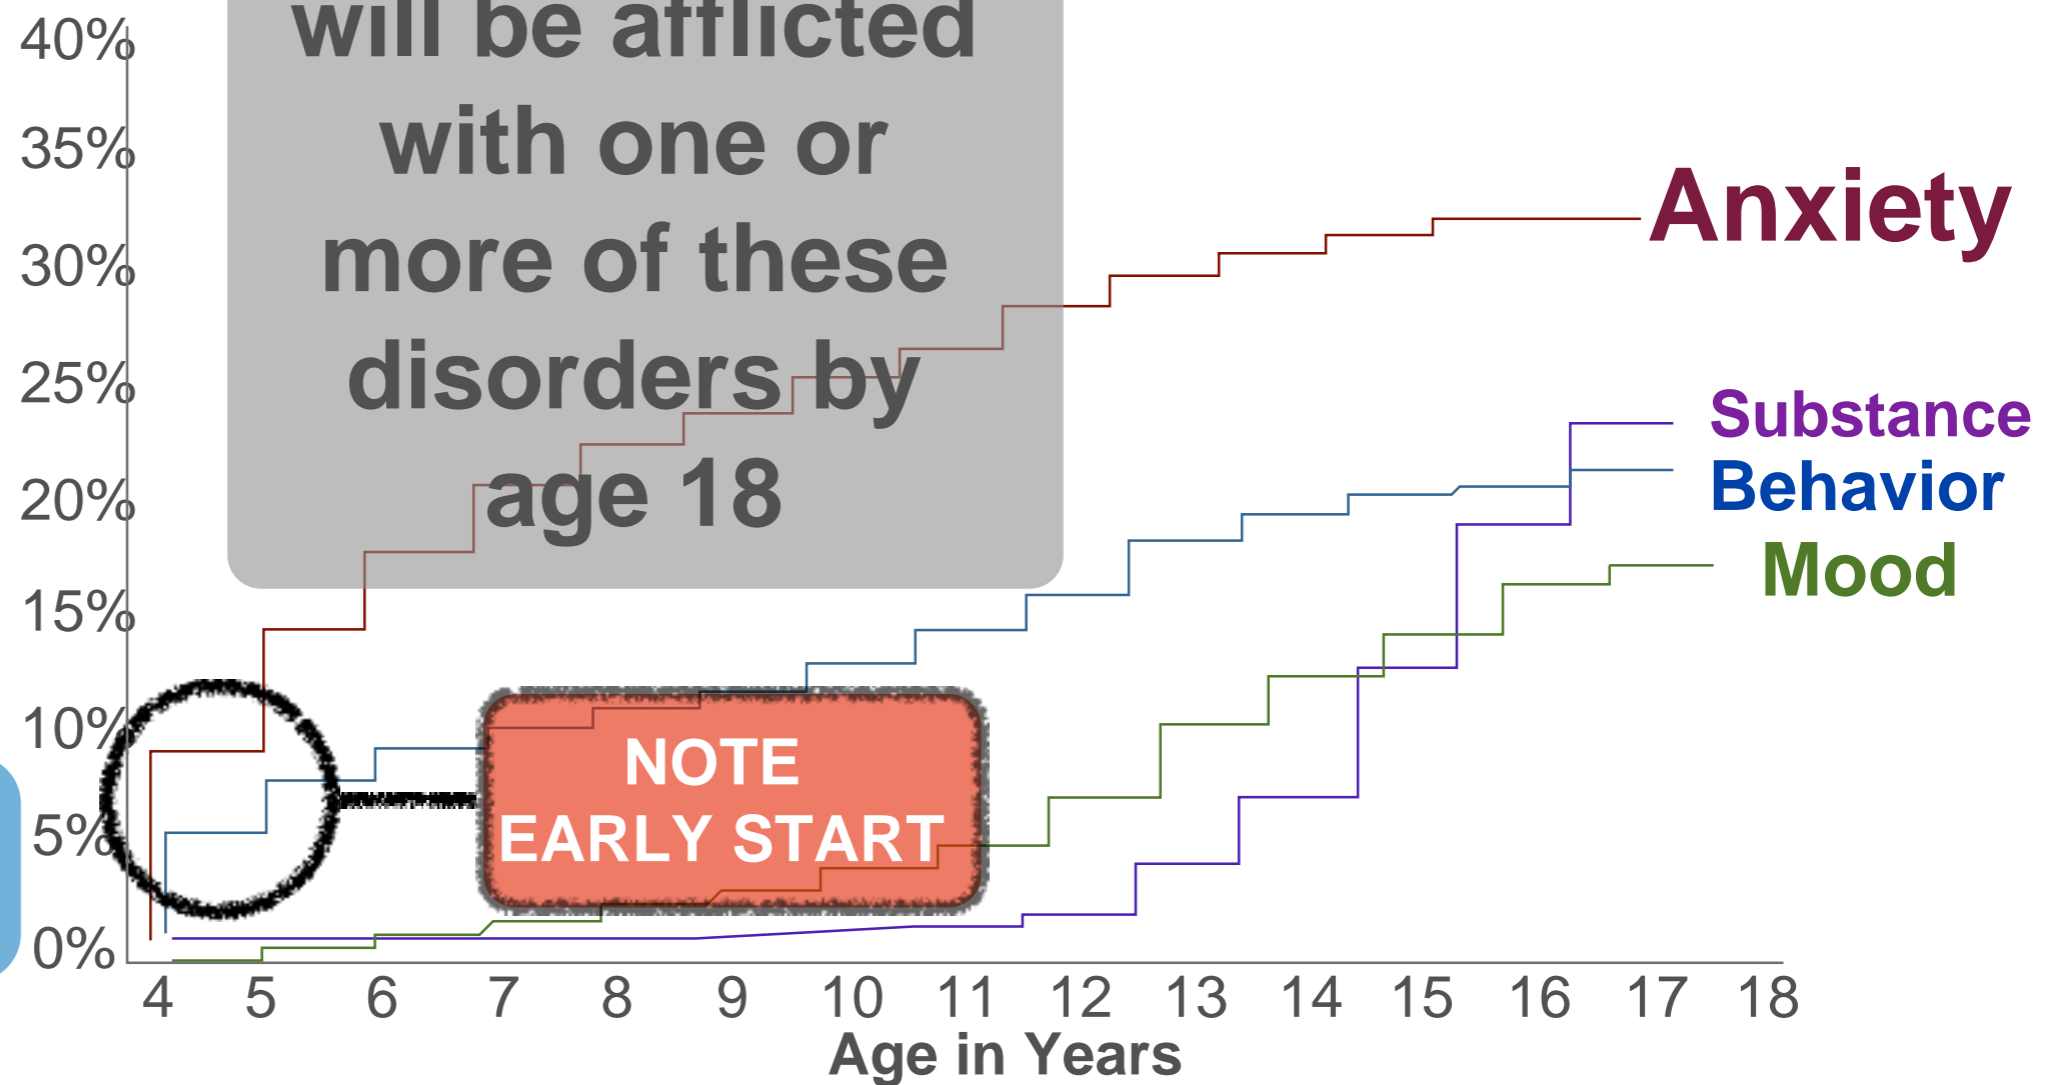 will be afflicted
with one or
more of these
disorders by
age 18
40%
35%
30%
25%
20%
15%
10%
5%
0%
Anxiety
Substance
Behavior
Mood
NOTE
EARLY START
4 5 6 7 8 9 10 11 12 13 14 15 16 17 18
Age in Years